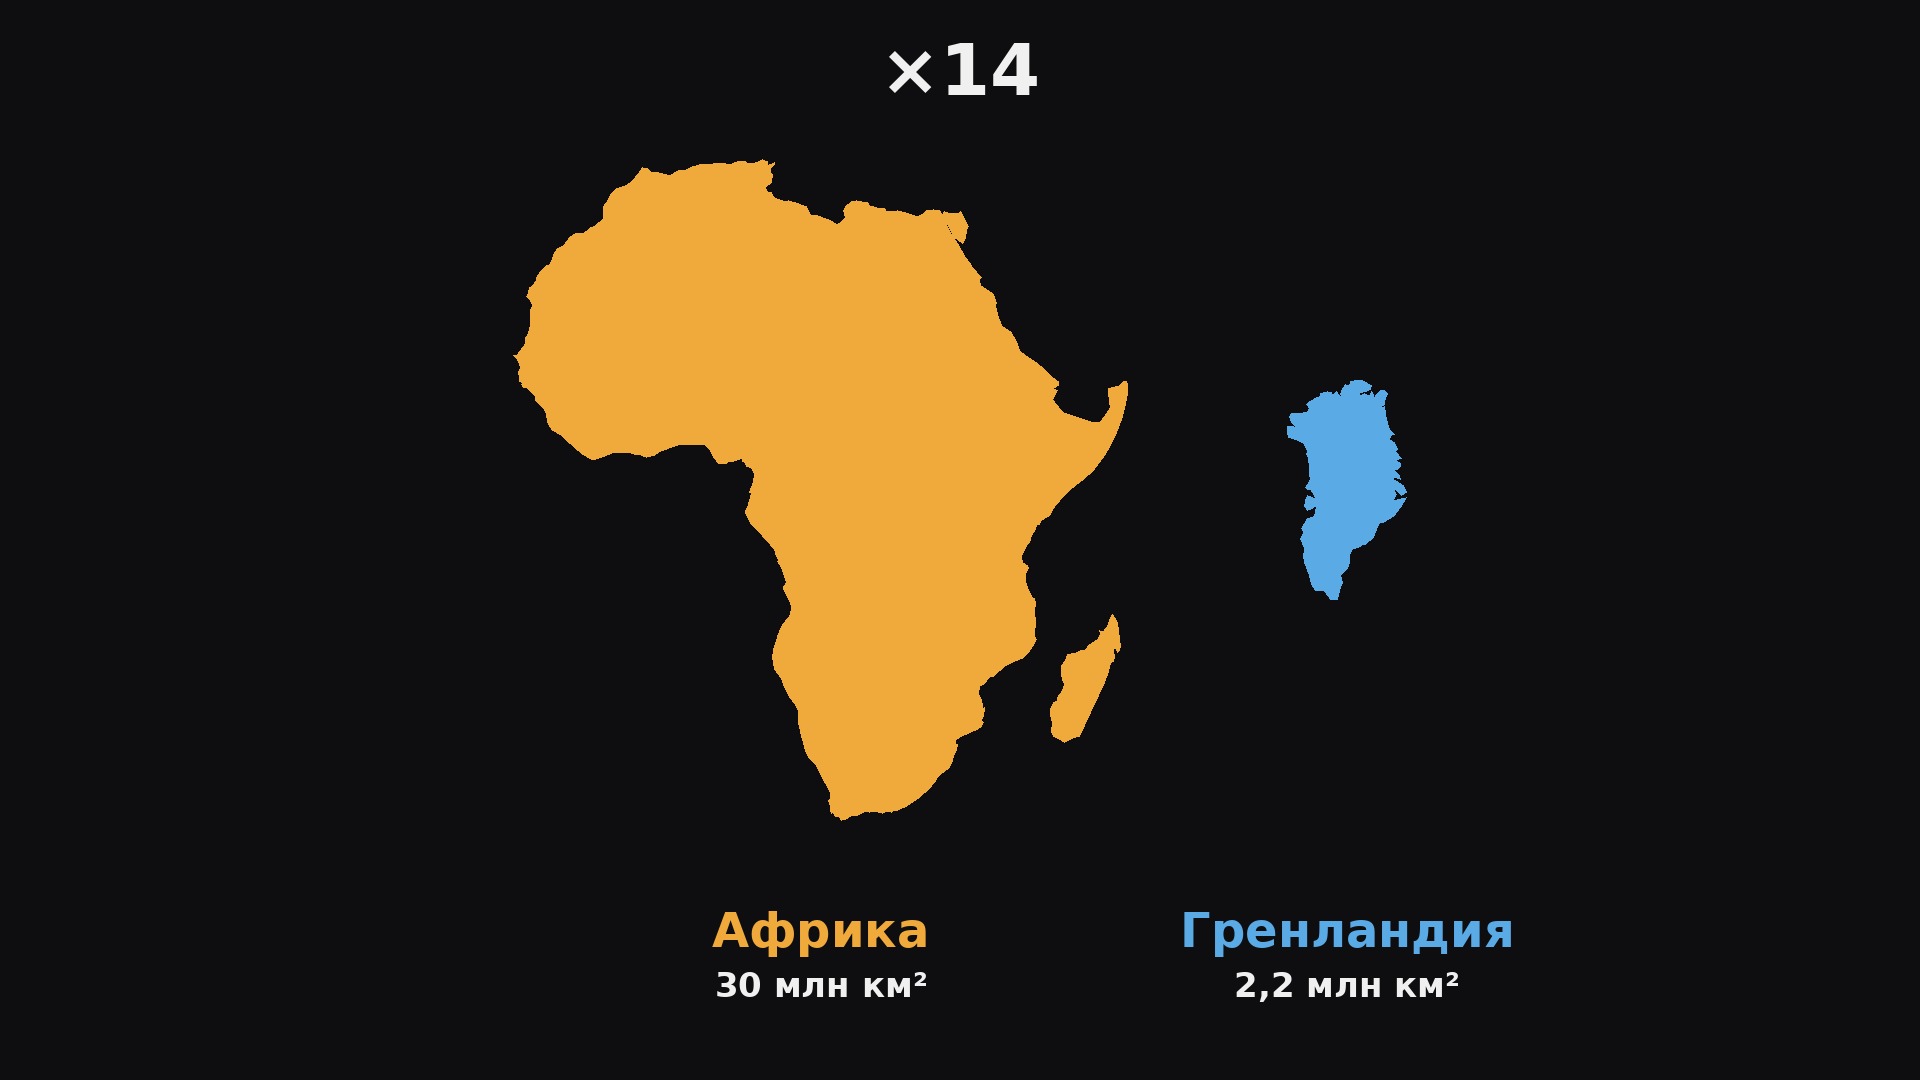 ×14
Африка
Гренландия
30 млн км²
2,2 млн км²